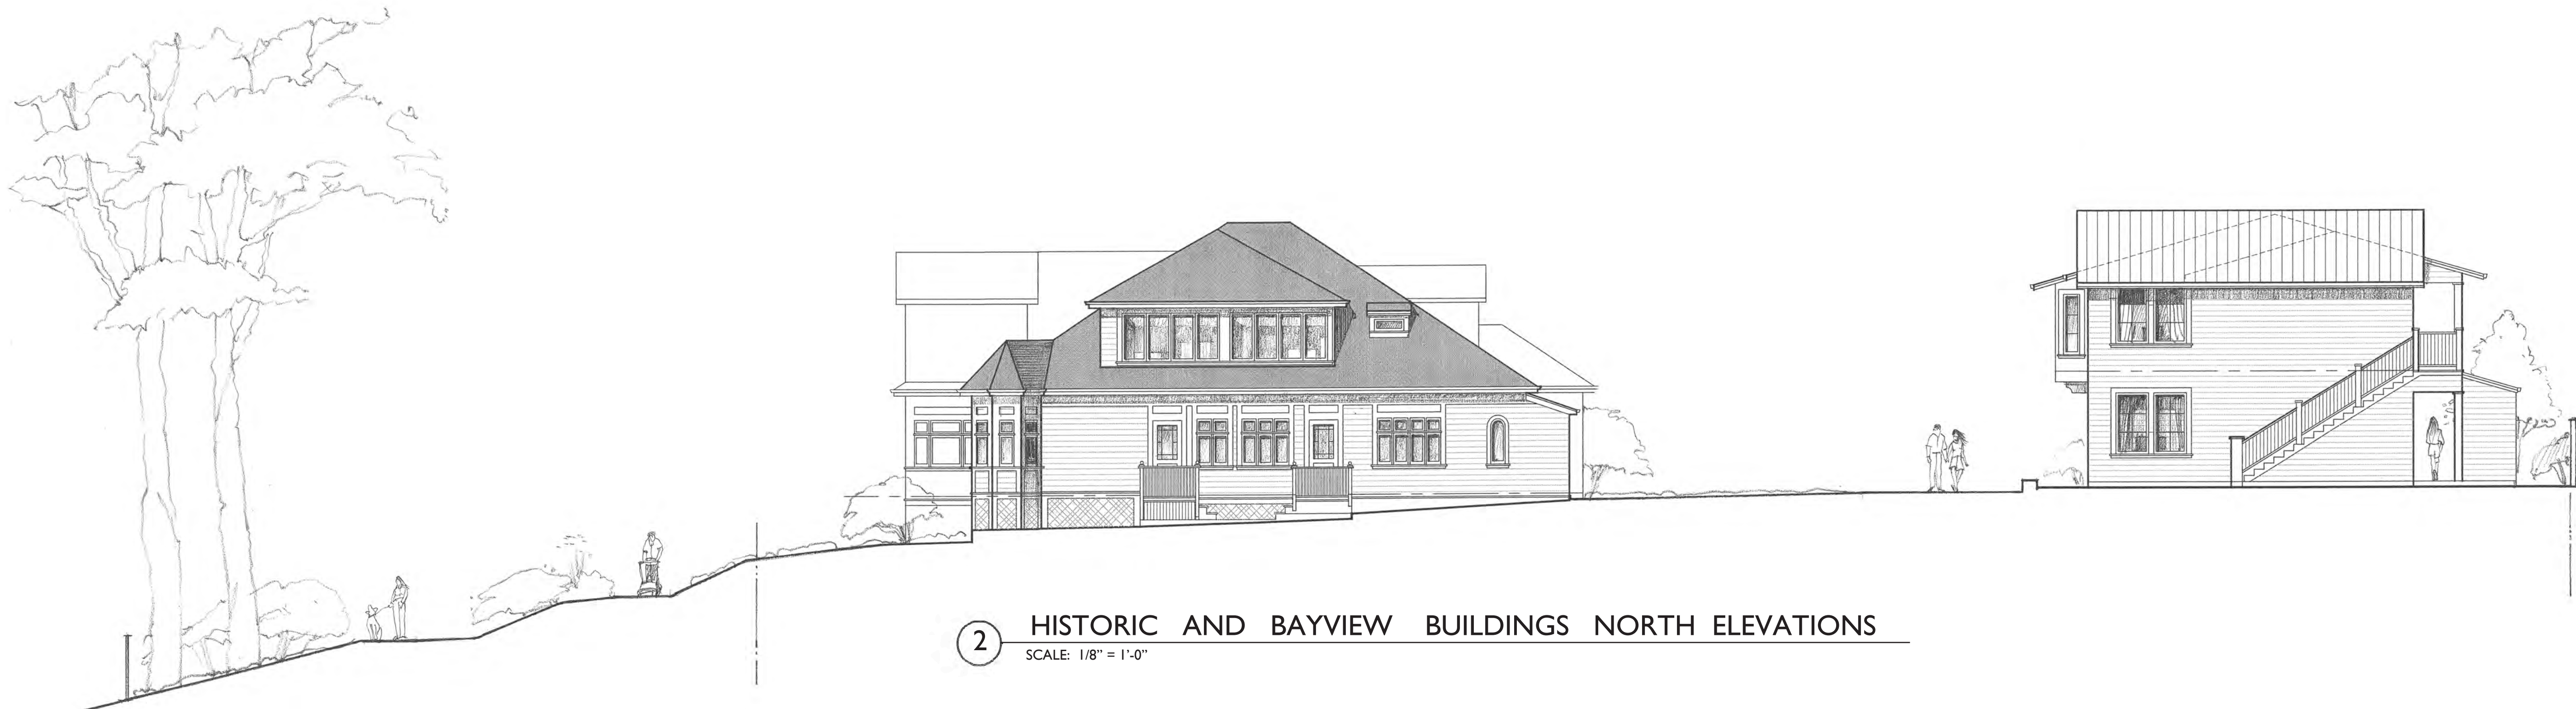 2
HISTORIC AND BAYVIEW BUILDINGS NORTH ELEVATIONS
SCALE: 1/8" = 1'-0"